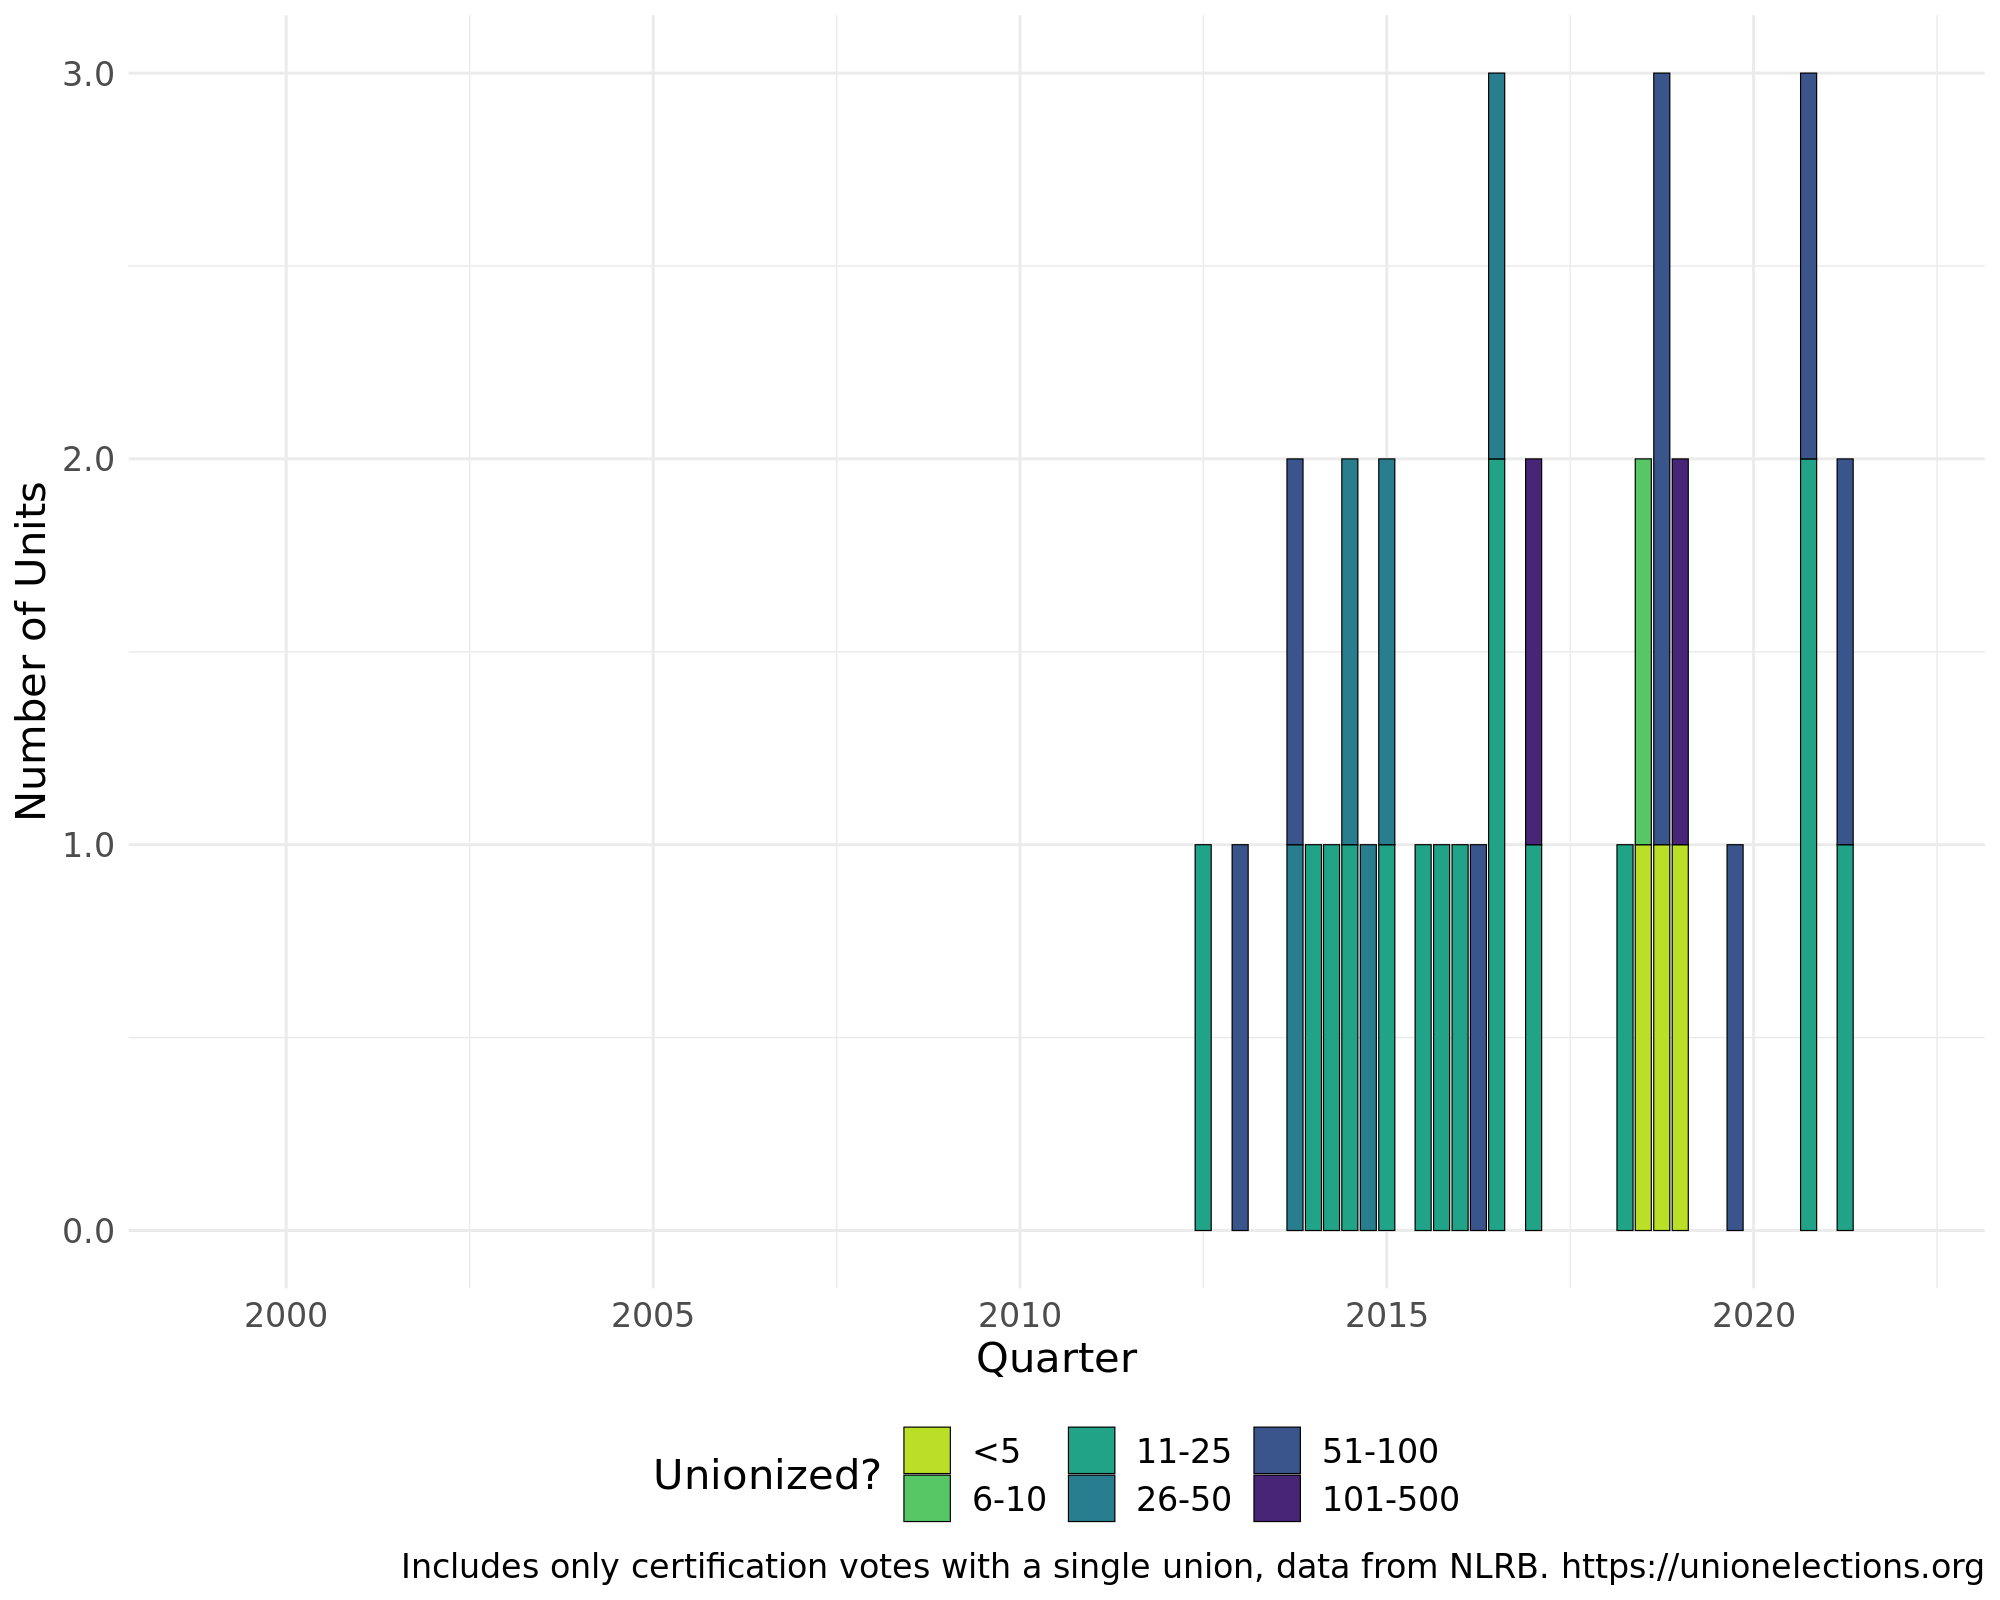 3.0
2.0
1.0
0.0
Number of Units
2000 2005 2010 2015 2020
Quarter
Unionized?
<5 11-25 51-100
6-10 26-50 101-500
Includes only certification votes with a single union, data from NLRB. https://unionelections.org